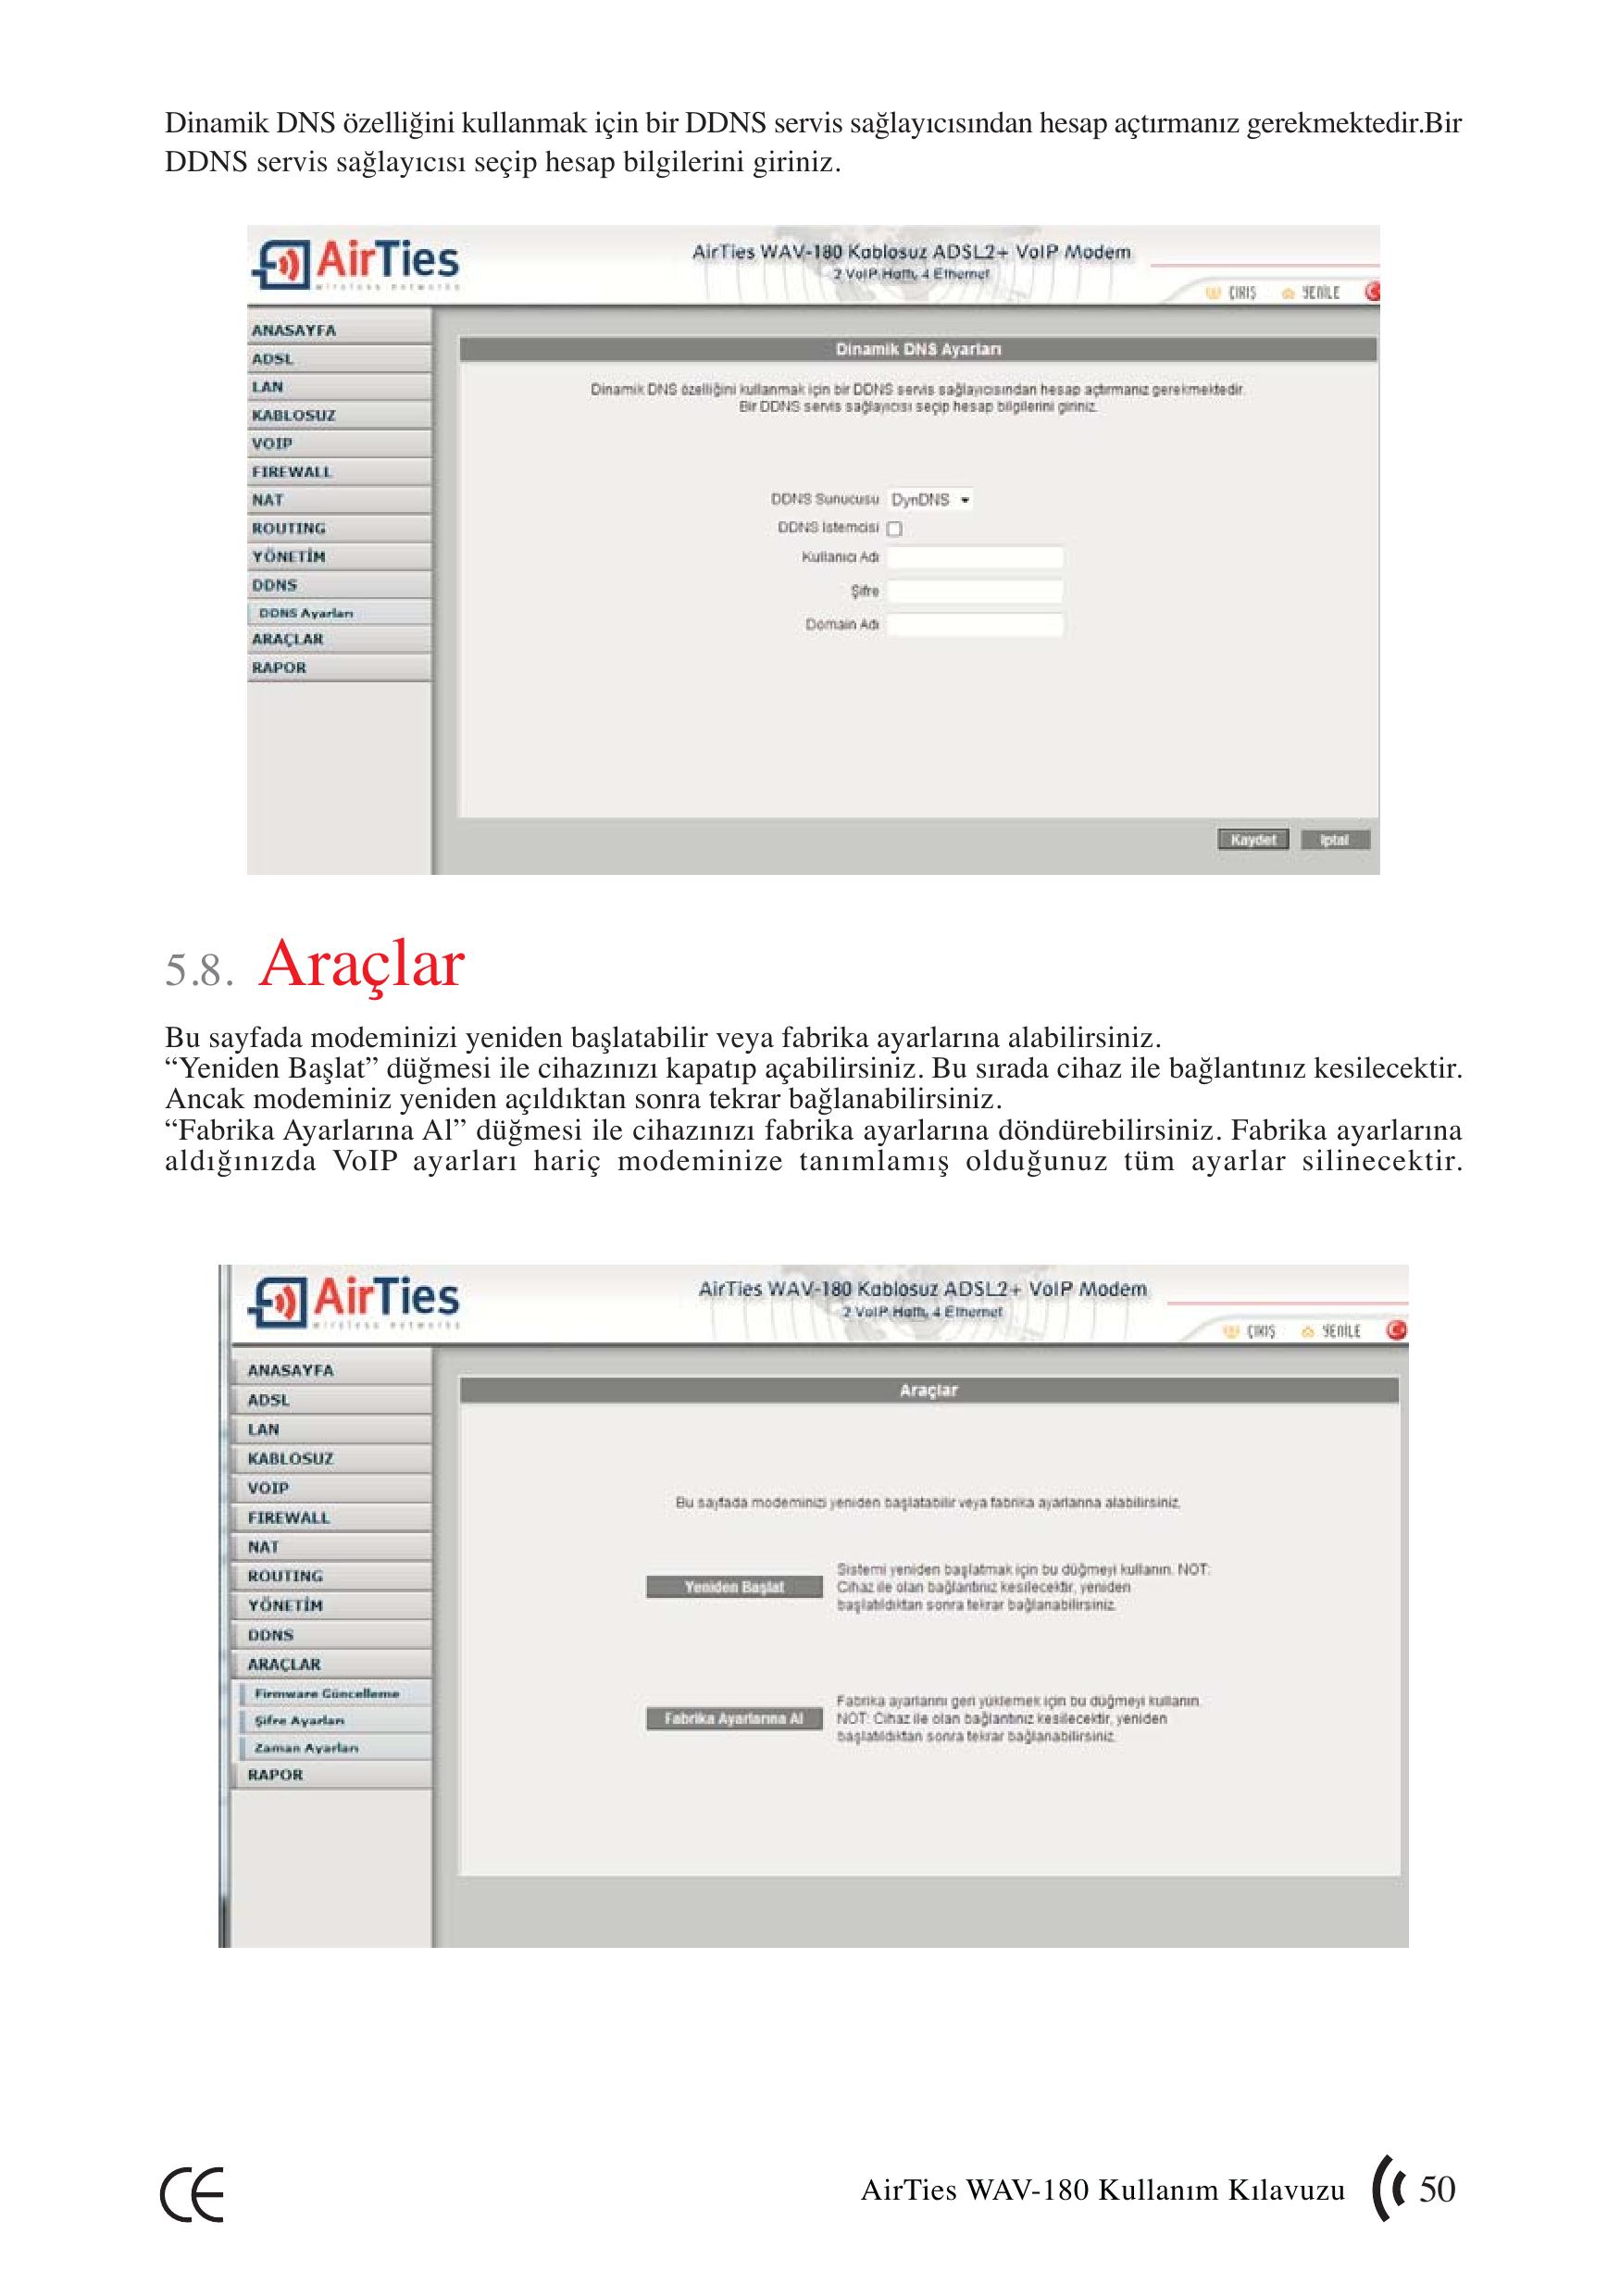 Dinamik DNS özelliğini kullanmak için bir DDNS servis sağlayıcısından hesap açtırmanız gerekmektedir.Bir
DDNS servis sağlayıcısı seçip hesap bilgilerini giriniz.
AirTies
wireless networks
AirTies WAV-180 Kablosuz ADSL2+ VoIP Modem
2 VoIP Hattı, 4 Ethernet
ÇIKIŞ YENİLE
ANASAYFA
ADSL
LAN
KABLOSUZ
VOIP
FIREWALL
NAT
ROUTING
YÖNETİM
DDNS
DDNS Ayarları
ARAÇLAR
RAPOR
Dinamik DNS Ayarları
Dinamik DNS özelliğini kullanmak için bir DDNS servis sağlayıcısından hesap açtırmanız gerekmektedir.
Bir DDNS servis sağlayıcısı seçip hesap bilgilerini giriniz.
DDNS Sunucusu DynDNS
DDNS İstemcisi
Kullanıcı Adı
Şifre
Domain Adı
Kaydet İptal
5.8. Araçlar
Bu sayfada modeminizi yeniden başlatabilir veya fabrika ayarlarına alabilirsiniz.
“Yeniden Başlat” düğmesi ile cihazınızı kapatıp açabilirsiniz. Bu sırada cihaz ile bağlantınız kesilecektir.
Ancak modeminiz yeniden açıldıktan sonra tekrar bağlanabilirsiniz.
“Fabrika Ayarlarına Al” düğmesi ile cihazınızı fabrika ayarlarına döndürebilirsiniz. Fabrika ayarlarına
aldığınızda VoIP ayarları hariç modeminize tanımlamış olduğunuz tüm ayarlar silinecektir.
AirTies
wireless networks
AirTies WAV-180 Kablosuz ADSL2+ VoIP Modem
2 VoIP Hattı, 4 Ethernet
ÇIKIŞ YENİLE
ANASAYFA
ADSL
LAN
KABLOSUZ
VOIP
FIREWALL
NAT
ROUTING
YÖNETİM
DDNS
ARAÇLAR
Firmware Güncelleme
Şifre Ayarları
Zaman Ayarları
RAPOR
Araçlar
Bu sayfada modeminizi yeniden başlatabilir veya fabrika ayarlarına alabilirsiniz.
Yeniden Başlat
Sistemi yeniden başlatmak için bu düğmeyi kullanın. NOT:
Cihaz ile olan bağlantınız kesilecektir, yeniden
başlatıldıktan sonra tekrar bağlanabilirsiniz.
Fabrika Ayarlarına Al
Fabrika ayarlarını geri yüklemek için bu düğmeyi kullanın.
NOT: Cihaz ile olan bağlantınız kesilecektir, yeniden
başlatıldıktan sonra tekrar bağlanabilirsiniz.
CE
AirTies WAV-180 Kullanım Kılavuzu 50